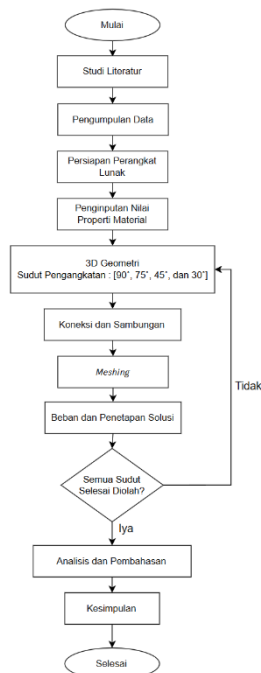 Mulai
Studi Literatur
Pengumpulan Data
Persiapan Perangkat
Lunak
Penginputan Nilai
Properti Material
3D Geometri
Sudut Pengangkatan : [90°, 75°, 45°, dan 30°]
Koneksi dan Sambungan
Meshing
Tidak
Beban dan Penetapan Solusi
Semua Sudut
Selesai Diolah?
Iya
Analisis dan Pembahasan
Kesimpulan
Selesai